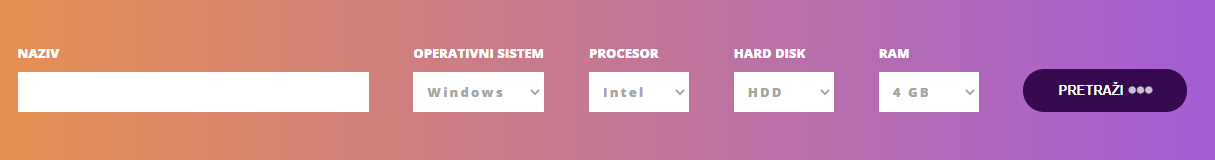 NAZIV OPERATIVNI SISTEM PROCESOR HARD DISK RAM
Windows Intel HDD 4 GB PRETRAŽI